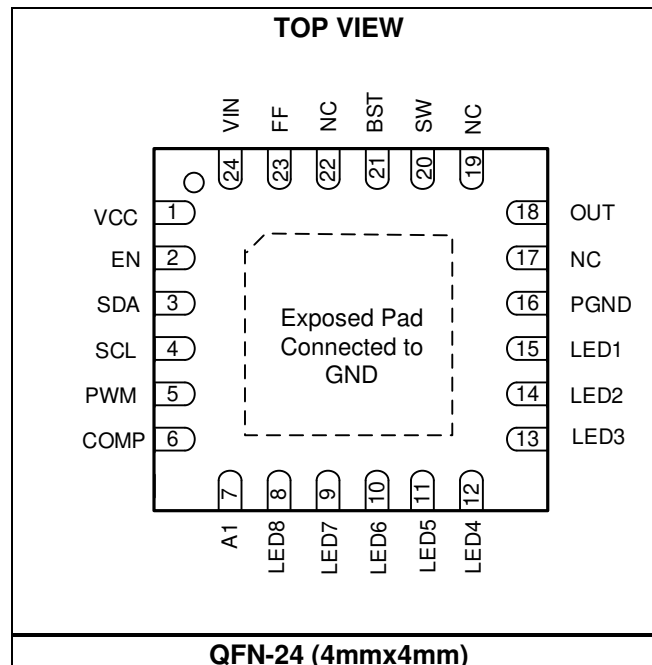 TOP VIEW
VIN FF NC BST SW NC
24 23 22 21 20 19
VCC 1 18 OUT
EN 2 17 NC
SDA 3 16 PGND
SCL 4 15 LED1
PWM 5 14 LED2
COMP 6 13 LED3
Exposed Pad
Connected to
GND
7 8 9 10 11 12
A1 LED8 LED7 LED6 LED5 LED4
QFN-24 (4mmx4mm)